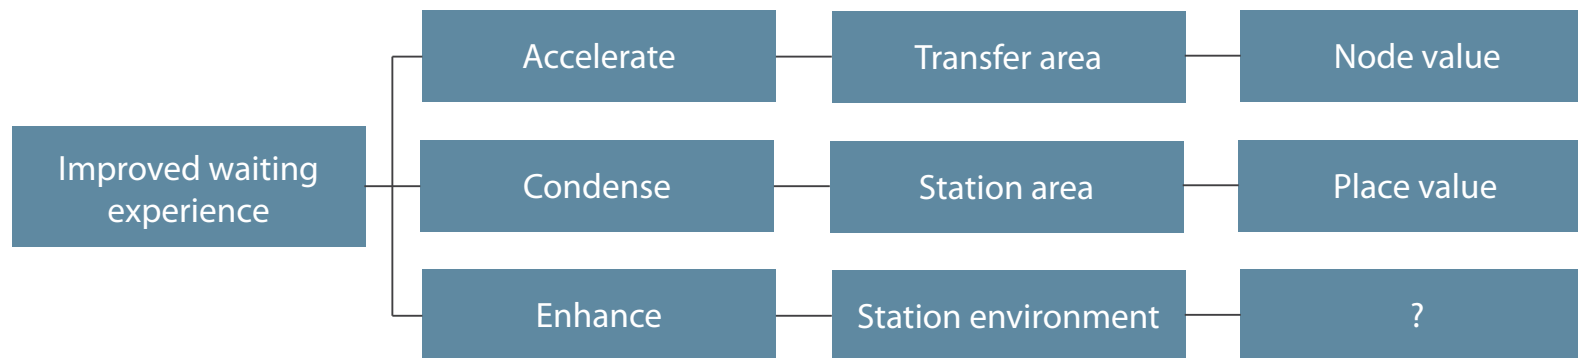 Improved waiting
experience
Accelerate
Transfer area
Node value
Condense
Station area
Place value
Enhance
Station environment
?